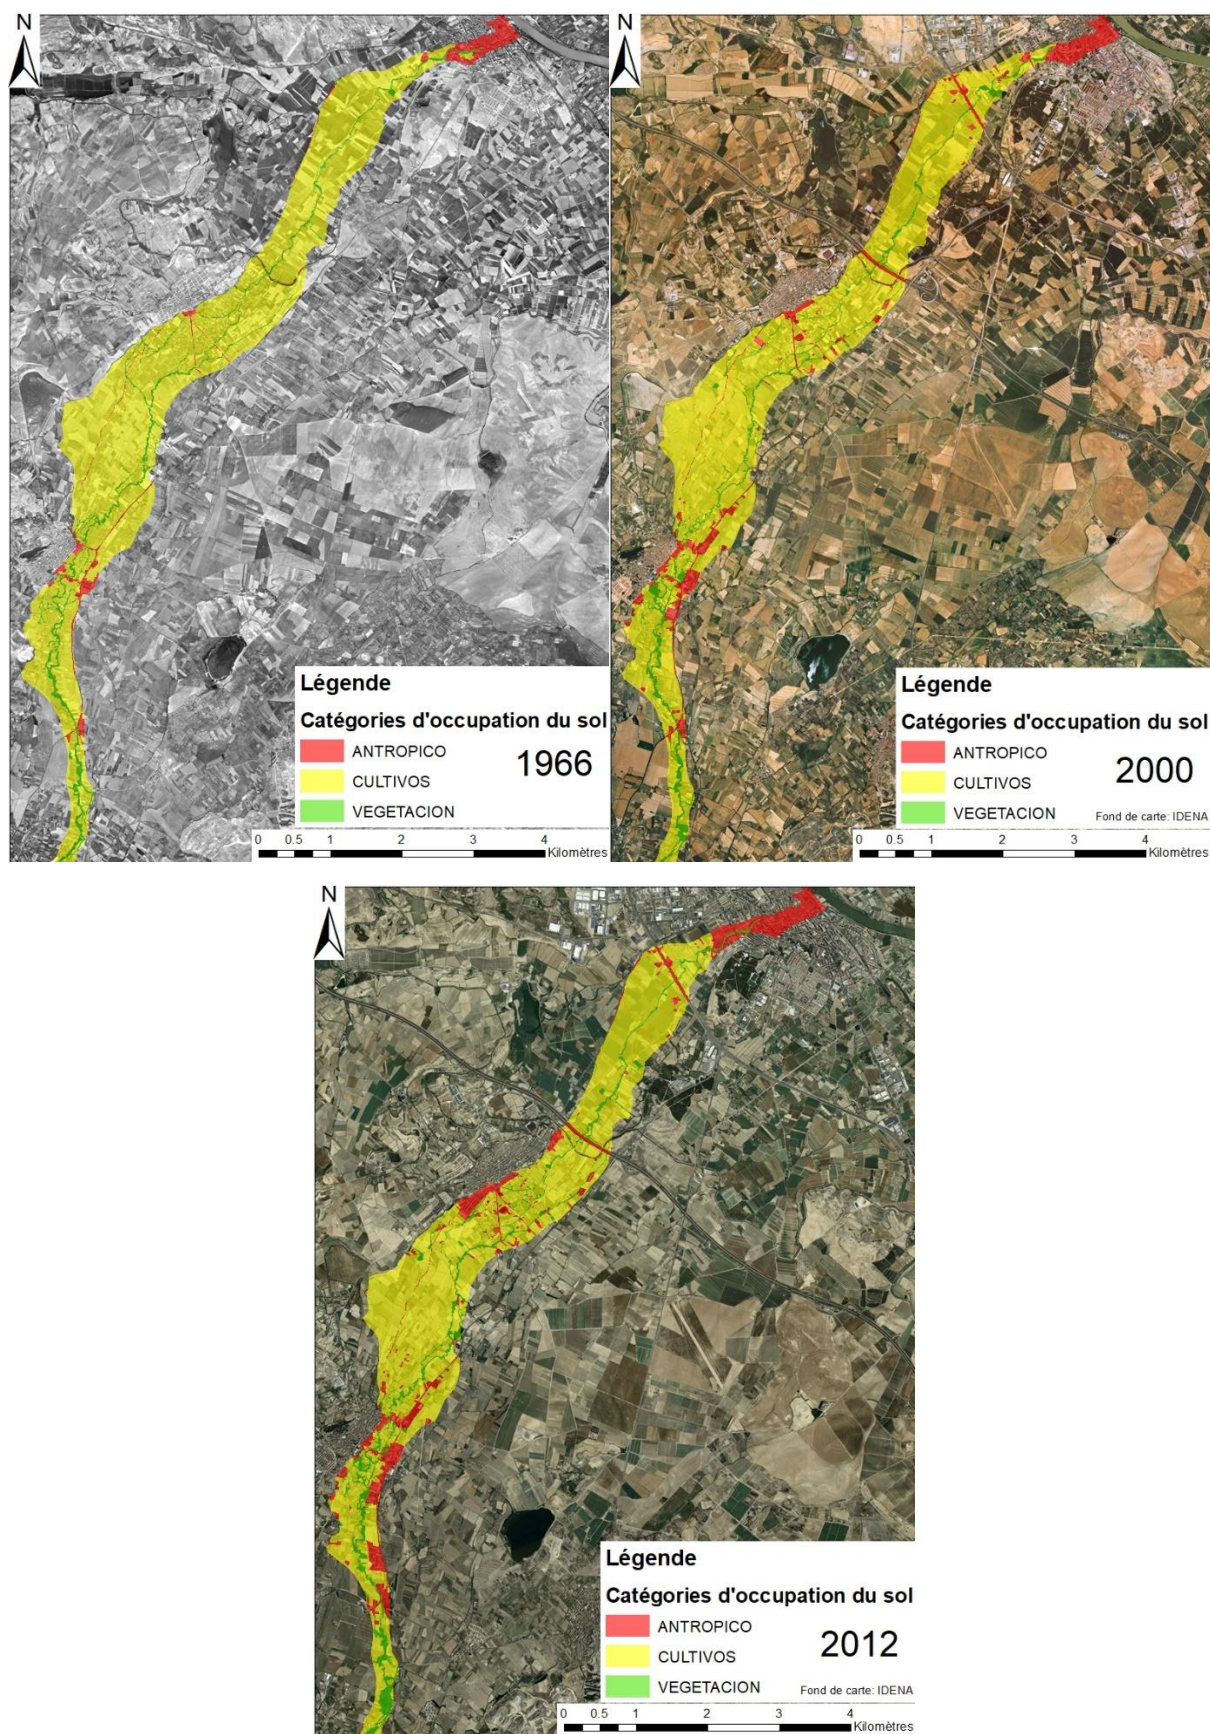 N
Légende
Catégories d'occupation du sol
ANTROPICO
CULTIVOS
VEGETACION
1966
0 0.5 1 2 3 4
Kilomètres
N
Légende
Catégories d'occupation du sol
ANTROPICO
CULTIVOS
VEGETACION
2000
Fond de carte: IDENA
0 0.5 1 2 3 4
Kilomètres
N
Légende
Catégories d'occupation du sol
ANTROPICO
CULTIVOS
VEGETACION
2012
Fond de carte: IDENA
0 0.5 1 2 3 4
Kilomètres